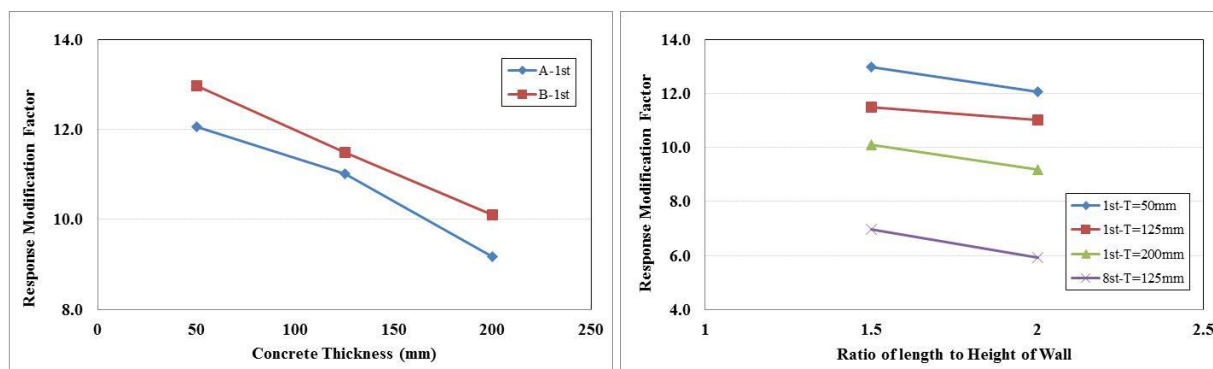 Response Modification Factor
14.0
12.0
10.0
8.0
0
50
100
150
200
250
Concrete Thickness (mm)
A-1st
B-1st
Response Modification Factor
14.0
12.0
10.0
8.0
6.0
4.0
1
1.5
2
2.5
Ratio of length to Height of Wall
1st-T=50mm
1st-T=125mm
1st-T=200mm
8st-T=125mm